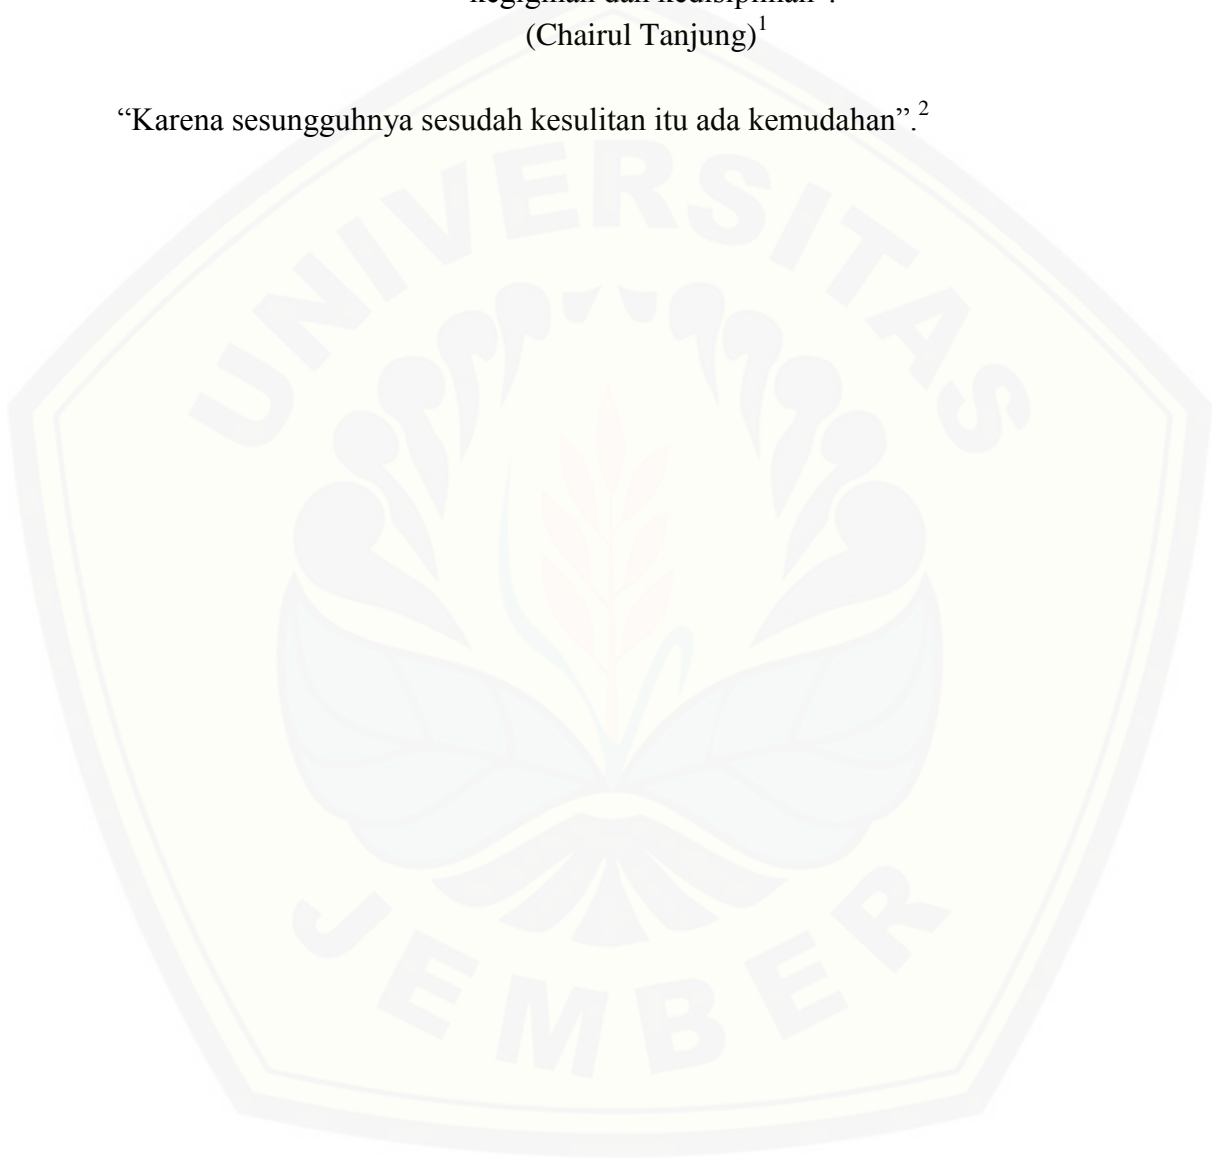 kegigihan dan kedisiplinan”.
(Chairul Tanjung)1
“Karena sesungguhnya sesudah kesulitan itu ada kemudahan”.2
UNIVERSITAS
JEMBER